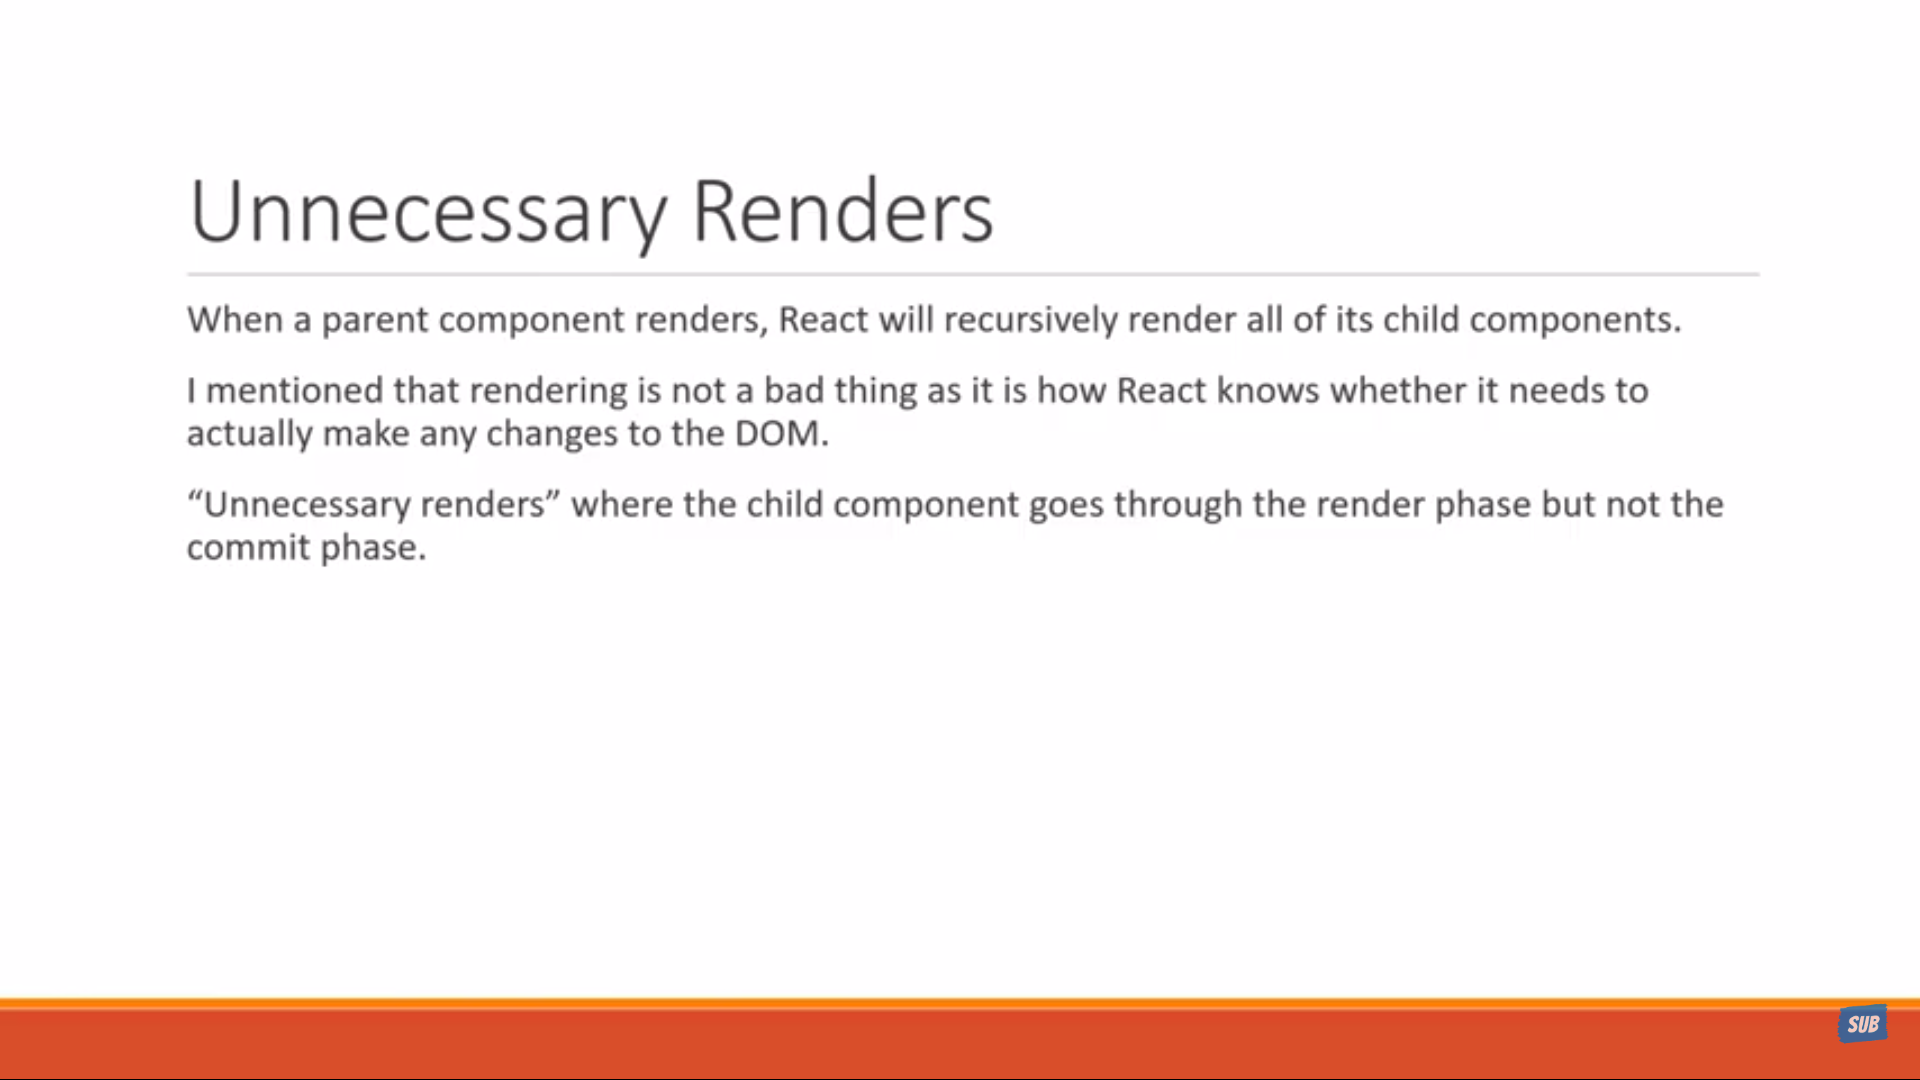 Unnecessary Renders
When a parent component renders, React will recursively render all of its child components.
I mentioned that rendering is not a bad thing as it is how React knows whether it needs to
actually make any changes to the DOM.
“Unnecessary renders” where the child component goes through the render phase but not the
commit phase.
SUB